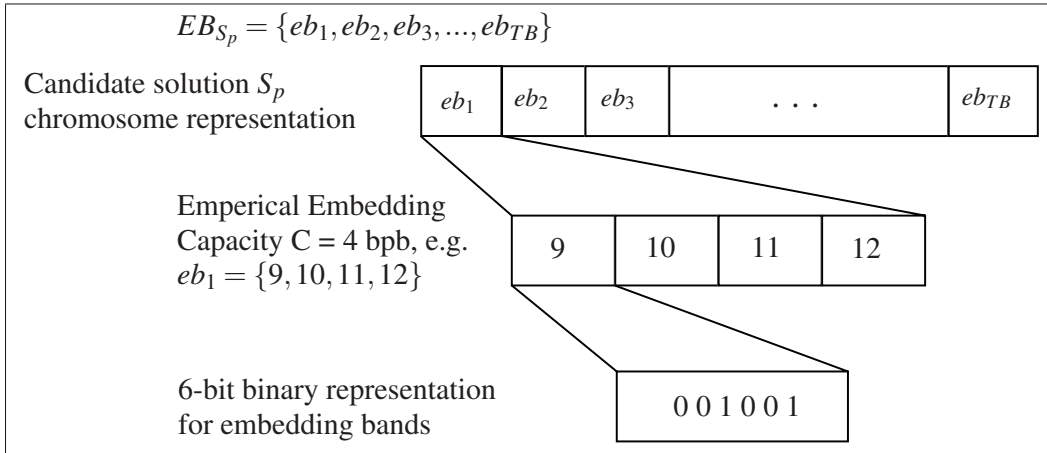 EB_{S_p} = {eb_1, eb_2, eb_3, ..., eb_{TB}}
Candidate solution S_p
chromosome representation
eb_1 eb_2 eb_3 . . . eb_{TB}
Emperical Embedding
Capacity C = 4 bpb, e.g.
eb_1 = {9, 10, 11, 12}
9 10 11 12
6-bit binary representation
for embedding bands
0 0 1 0 0 1